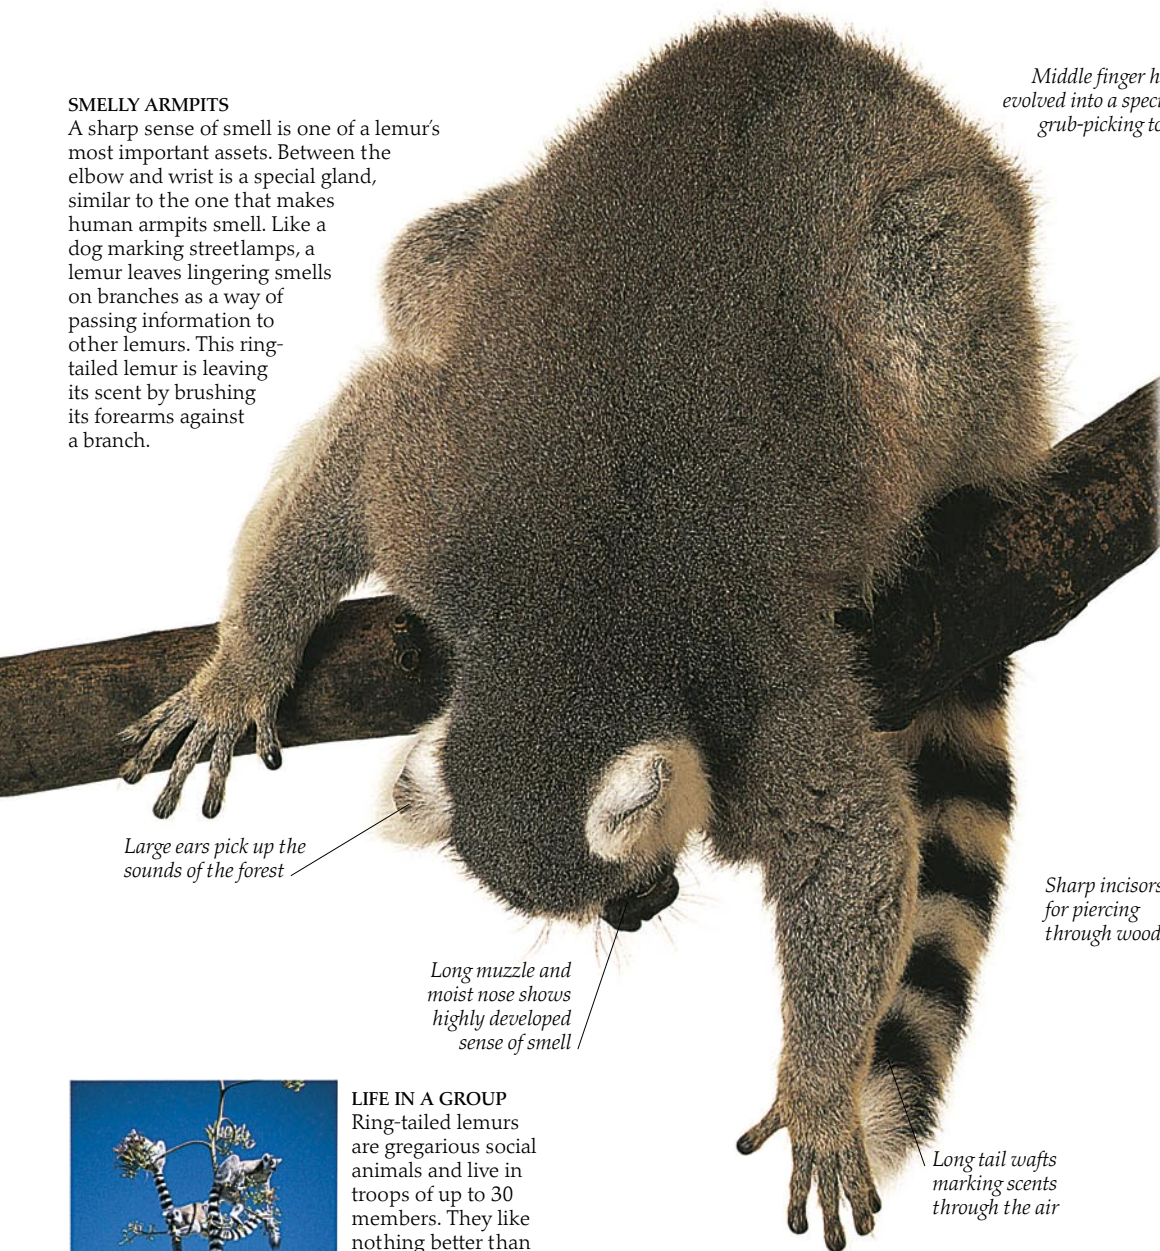 SMELLY ARMPITS
A sharp sense of smell is one of a lemur's
most important assets. Between the
elbow and wrist is a special gland,
similar to the one that makes
human armpits smell. Like a
dog marking streetlamps, a
lemur leaves lingering smells
on branches as a way of
passing information to
other lemurs. This ring-
tailed lemur is leaving
its scent by brushing
its forearms against
a branch.
Middle finger
evolved into a
grub-picking
Large ears pick up the
sounds of the forest
Sharp incisors
for piercing
through wood
Long muzzle and
moist nose shows
highly developed
sense of smell
LIFE IN A GROUP
Ring-tailed lemurs
are gregarious social
animals and live in
troops of up to 30
members. They like
nothing better than
Long tail wafts
marking scents
through the air